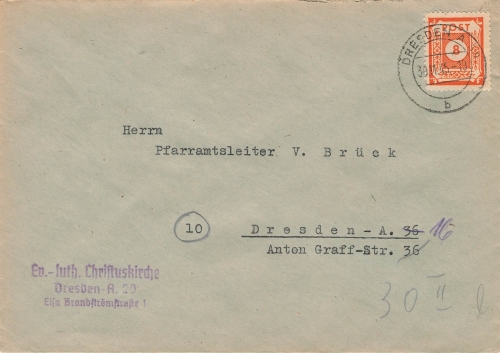 DRESDEN A
POST
8
b
Herrn
Pfarramtsleiter V. Brück
10
Dresden-A. 36 16
Anton Graff-Str. 36
Ev.-luth. Christuskirche
Dresden-A. 20
Elsa Brandströmstraße 1
30 II